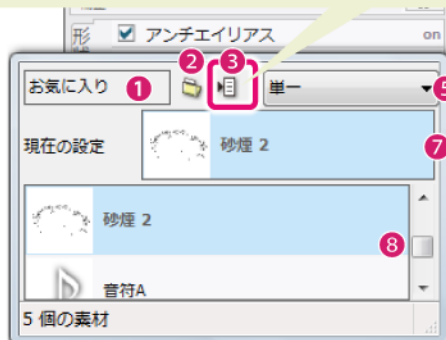 形 アンチエイリアス on
2 3
お気に入り 1 単一 5
現在の設定 砂煙 2 7
砂煙 2
8
音符A
5 個の素材